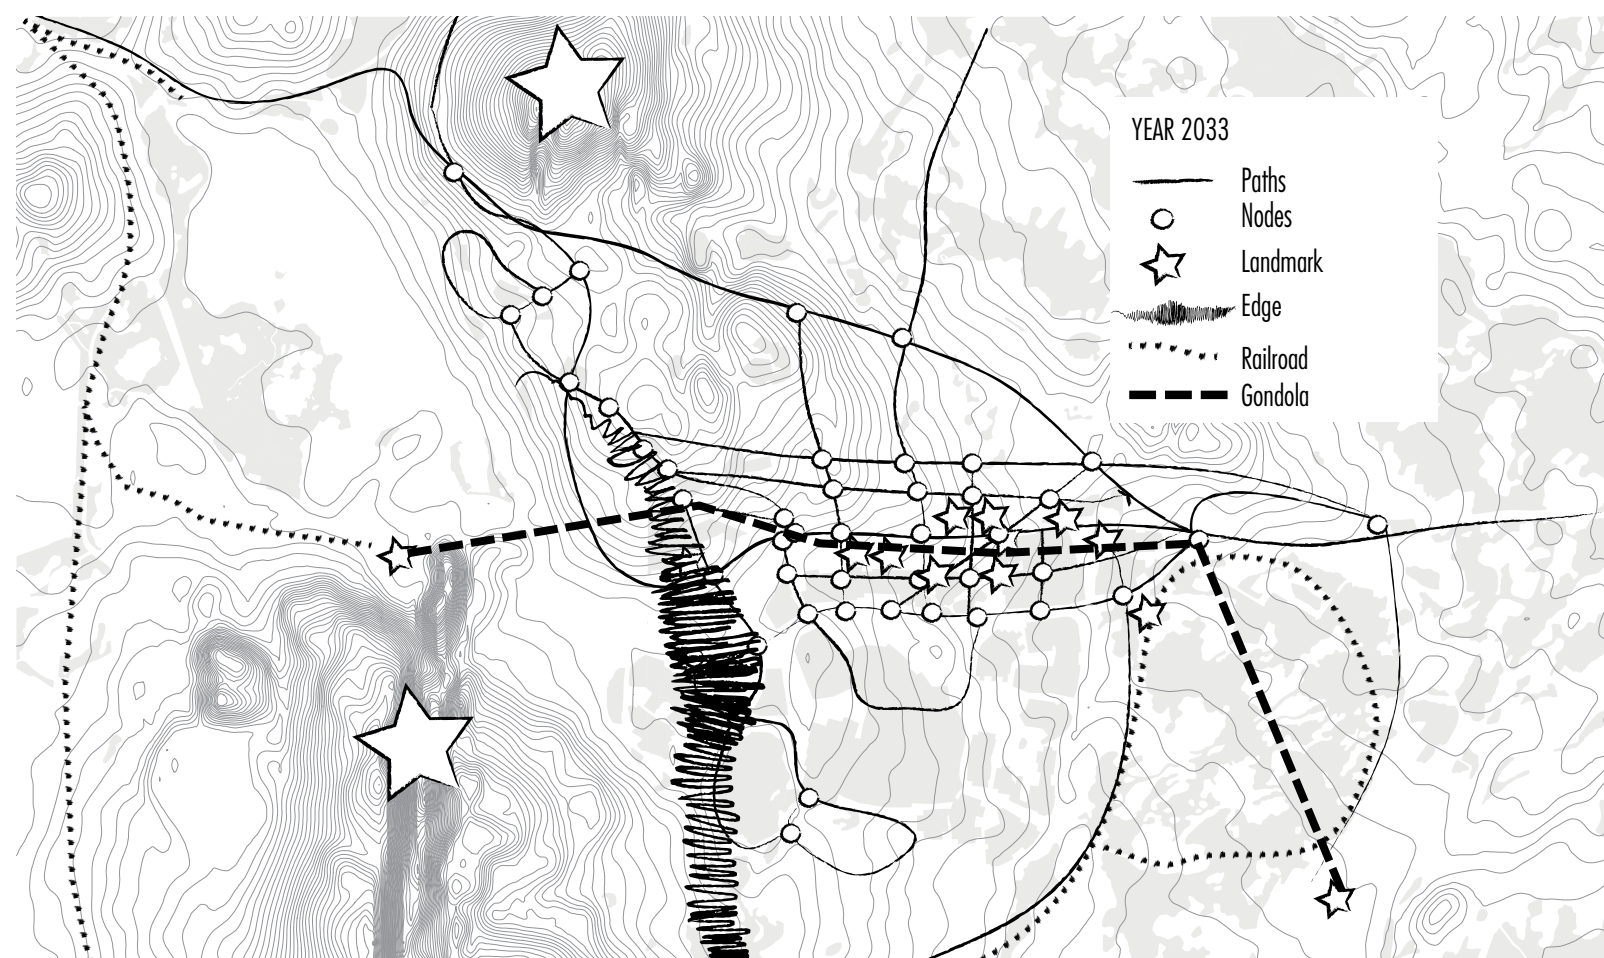 YEAR 2033
Paths
Nodes
Landmark
Edge
Railroad
Gondola